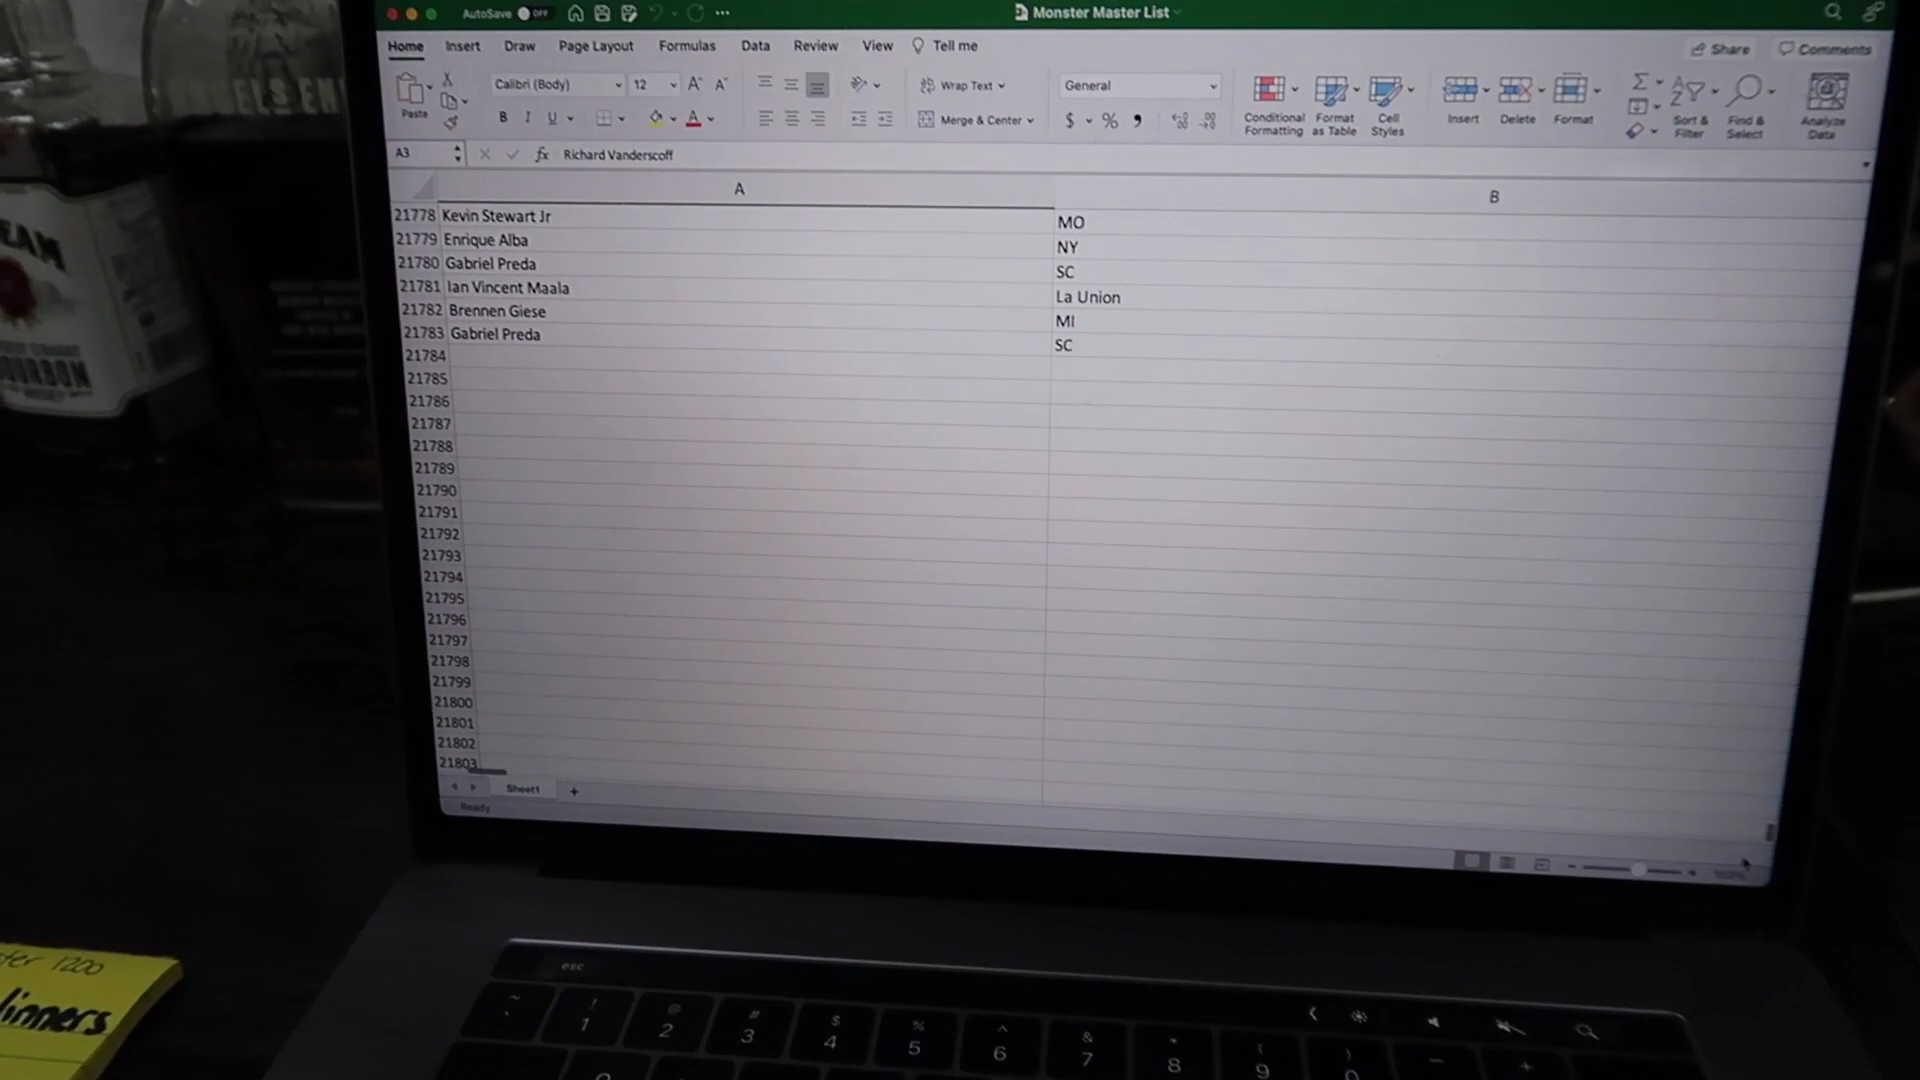 AutoSave OFF
Monster Master List
Home Insert Draw Page Layout Formulas Data Review View Tell me
Share Comments
Paste
Calibri (Body) 12
Wrap Text
General
B I U
Merge & Center
$ % ,
Conditional Formatting
Format as Table
Cell Styles
Insert
Delete
Format
Sort & Filter
Find & Select
Analyze Data
A3 fx Richard Vanderscoff
A B
21778 Kevin Stewart Jr MO
21779 Enrique Alba NY
21780 Gabriel Preda SC
21781 Ian Vincent Maala La Union
21782 Brennen Giese MI
21783 Gabriel Preda SC
21784
21785
21786
21787
21788
21789
21790
21791
21792
21793
21794
21795
21796
21797
21798
21799
21800
21801
21802
21803
Sheet1 +
Ready
BOURBON
1200
esc
~ ! @ # $ % ^ & *
1 2 3 4 5 6 7 8 9 0